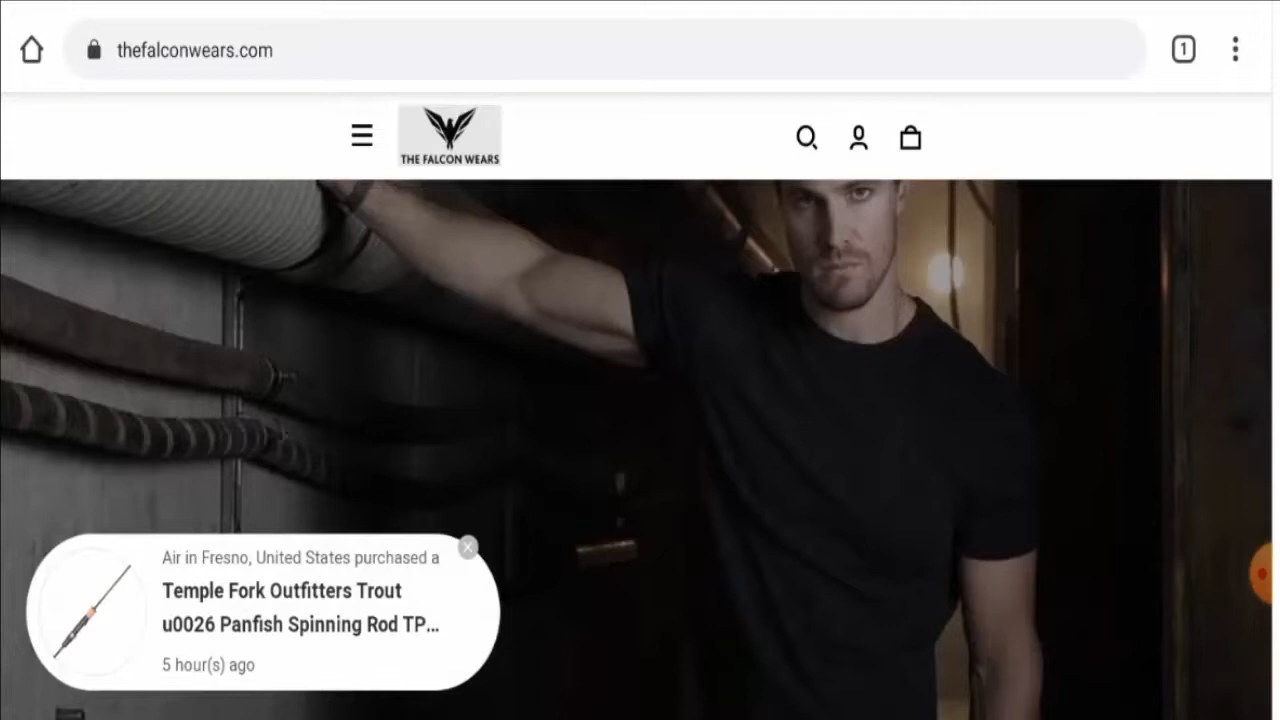 thefalconwears.com
1
THE FALCON WEARS
Air in Fresno, United States purchased a
Temple Fork Outfitters Trout
u0026 Panfish Spinning Rod TP...
5 hour(s) ago